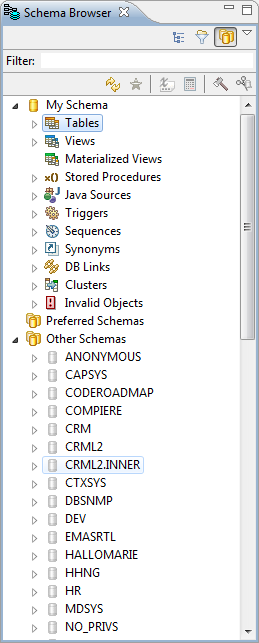 Schema Browser
Filter:
My Schema
Tables
Views
Materialized Views
Stored Procedures
Java Sources
Triggers
Sequences
Synonyms
DB Links
Clusters
Invalid Objects
Preferred Schemas
Other Schemas
ANONYMOUS
CAPSYS
CODEROADMAP
COMPIERE
CRM
CRML2
CRML2.INNER
CTXSYS
DBSNMP
DEV
EMASRTL
HALLOMARIE
HHNG
HR
MDSYS
NO_PRIVS